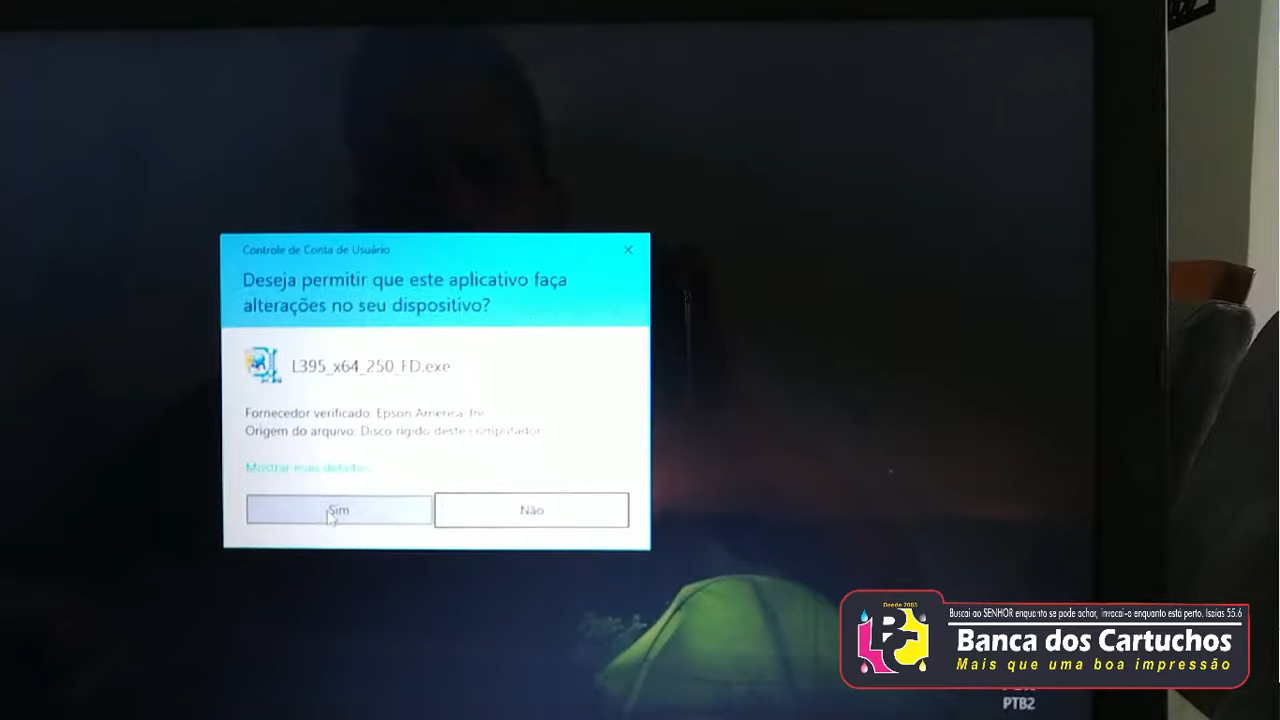 Controle de Conta de Usuário
Deseja permitir que este aplicativo faça
alterações no seu dispositivo?
L395_x64_250_FD.exe
Fornecedor verificado: Epson America, Inc.
Origem do arquivo: Disco rígido deste computador
Mostrar mais detalhes
Sim
Não
Desde 2003
Buscai ao SENHOR enquanto se pode achar, invocai-o enquanto está perto. Isaías 55.6
Banca dos Cartuchos
Mais que uma boa impressão
PTB2